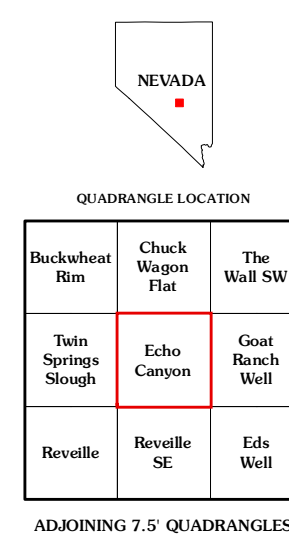 NEVADA
QUADRANGLE LOCATION
Buckwheat
Rim
Chuck
Wagon
Flat
The
Wall SW
Twin
Springs
Slough
Echo
Canyon
Goat
Ranch
Well
Reveille
Reveille
SE
Eds
Well
ADJOINING 7.5' QUADRANGLES